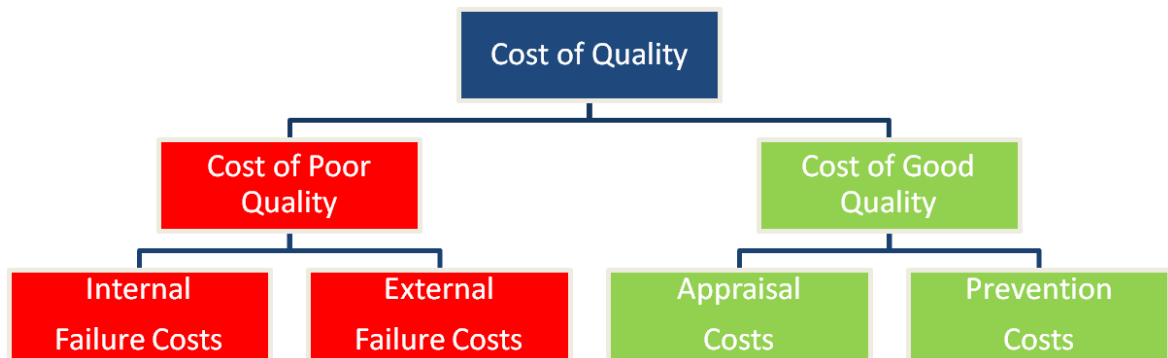 Cost of Quality
Cost of Poor
Quality
Cost of Good
Quality
Internal
Failure Costs
External
Failure Costs
Appraisal
Costs
Prevention
Costs